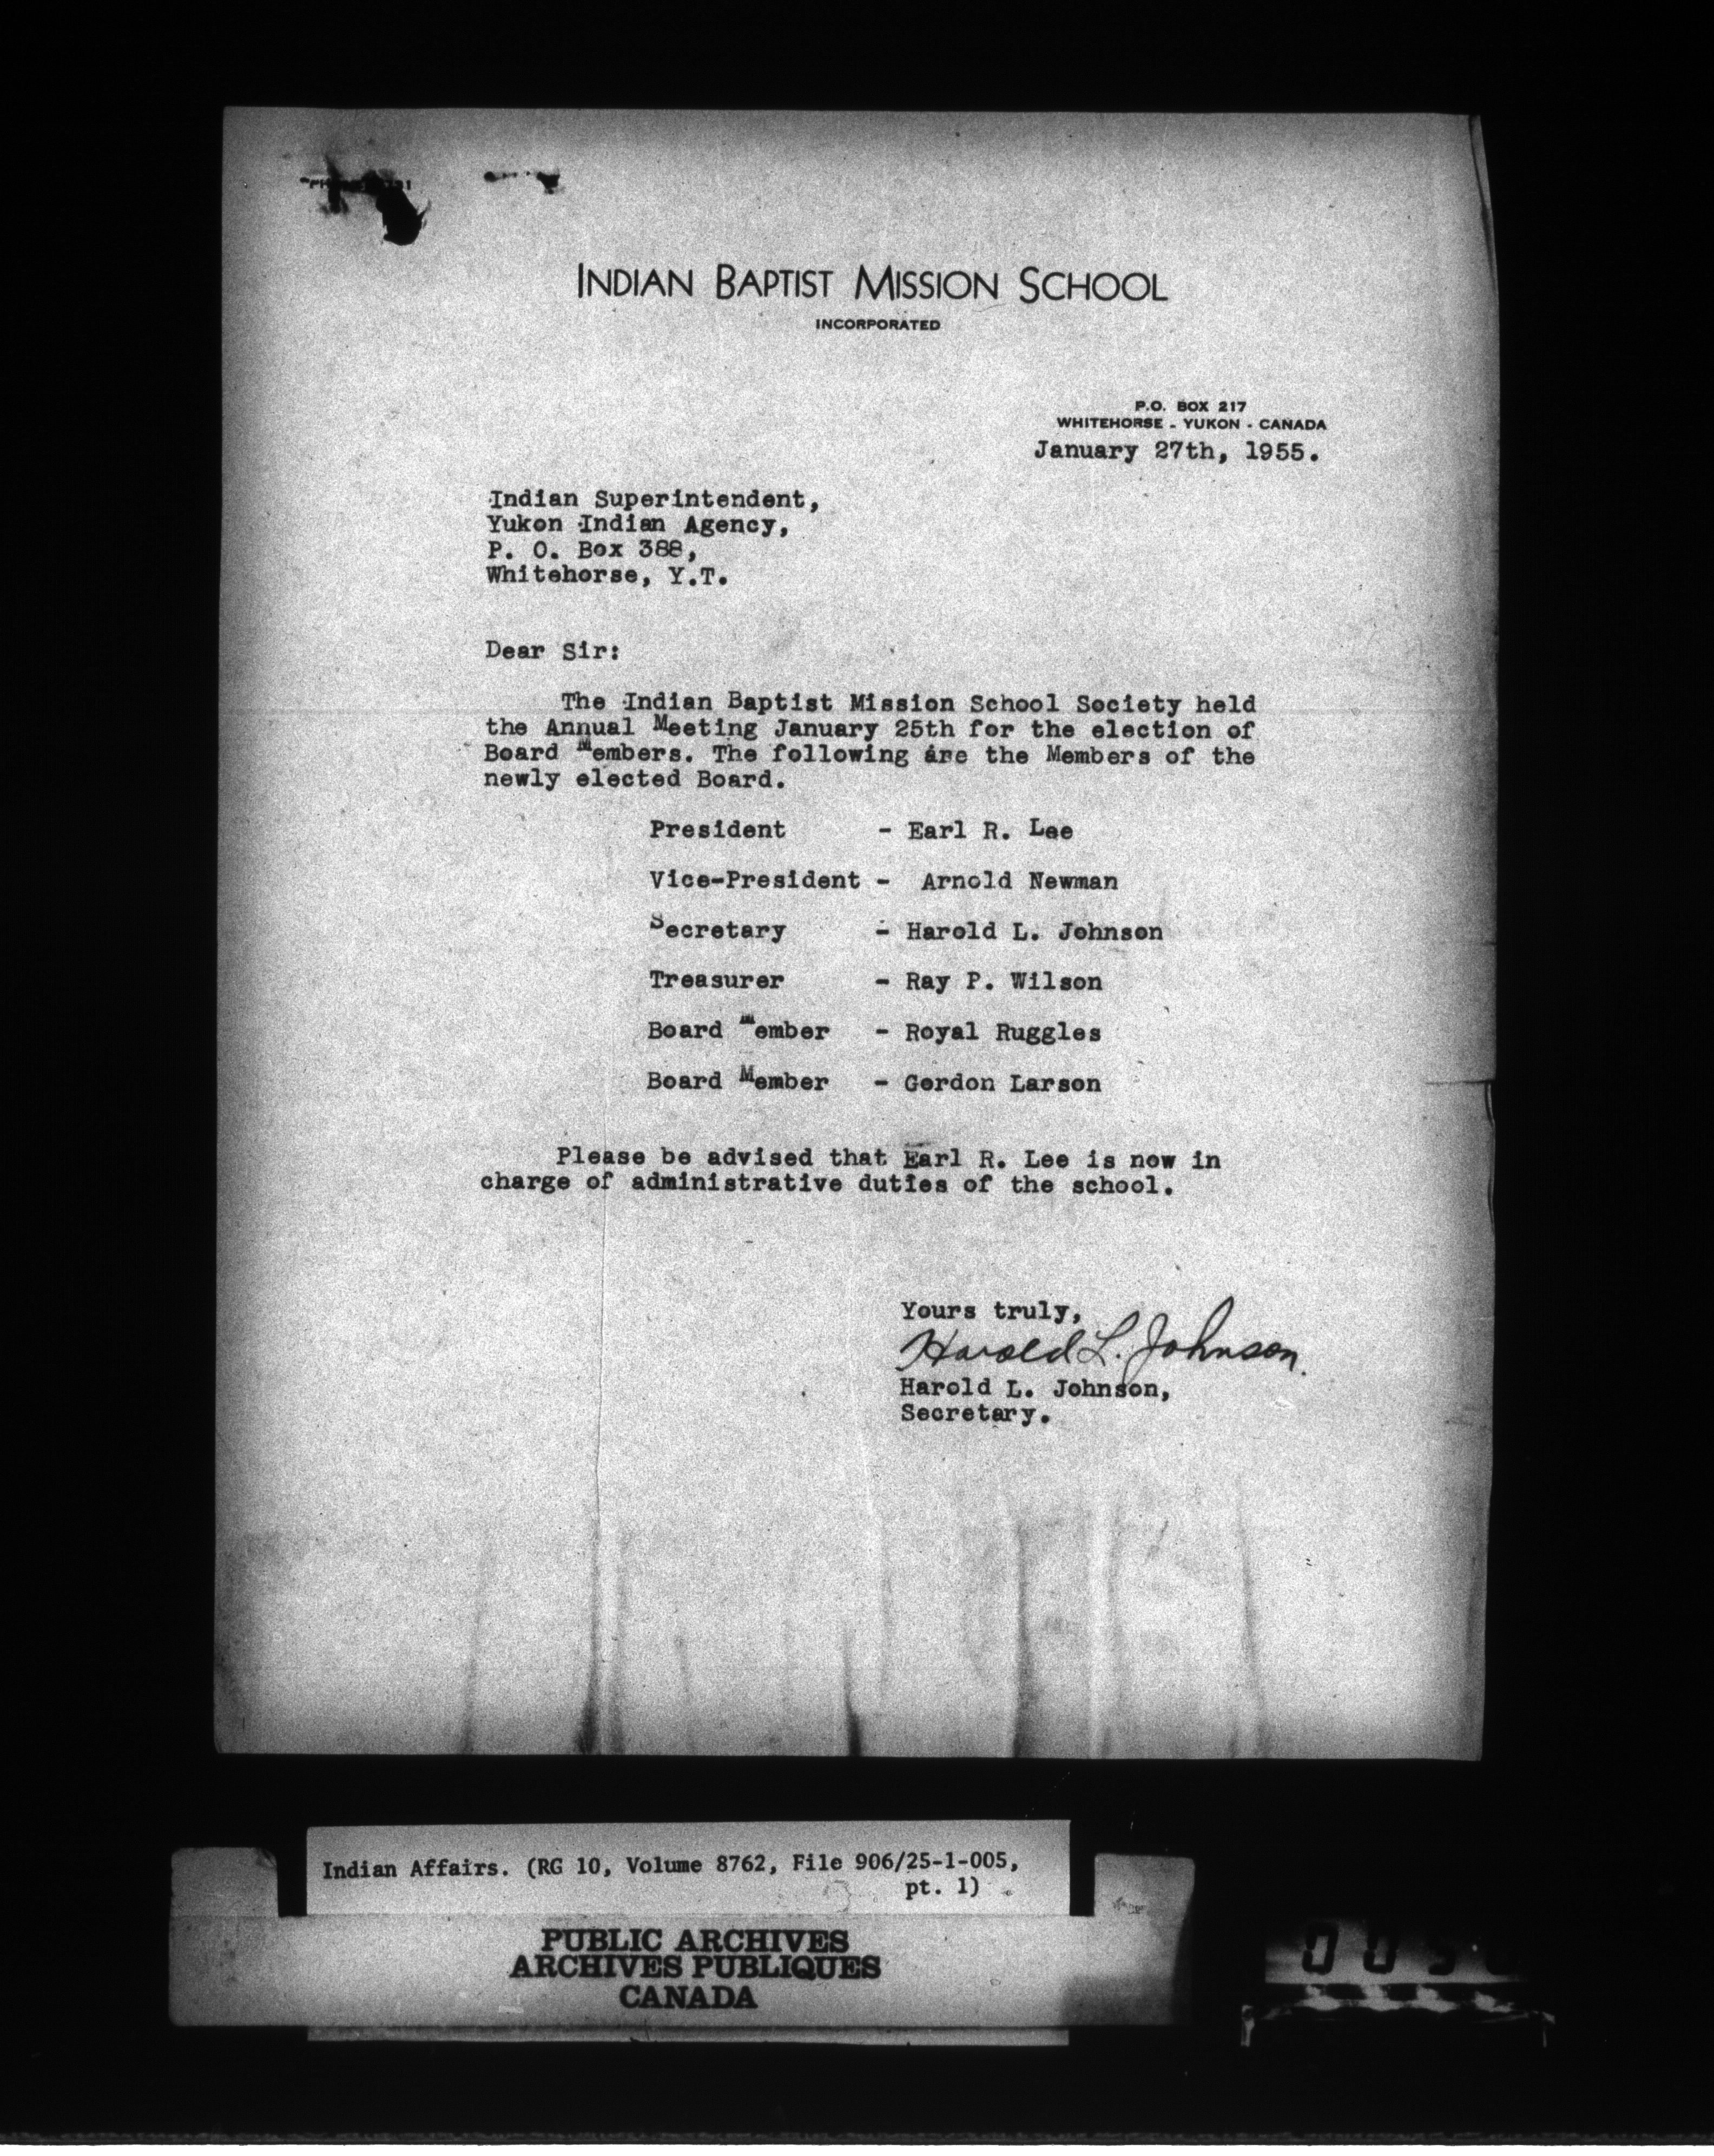 INDIAN BAPTIST MISSION SCHOOL
INCORPORATED
P.O. BOX 217
WHITEHORSE - YUKON - CANADA
January 27th, 1955.
Indian Superintendent,
Yukon Indian Agency,
P. O. Box 388,
Whitehorse, Y.T.
Dear Sir:
The Indian Baptist Mission School Society held
the Annual Meeting January 25th for the election of
Board Members. The following are the Members of the
newly elected Board.
President - Earl R. Lee
Vice-President - Arnold Newman
Secretary - Harold L. Johnson
Treasurer - Ray P. Wilson
Board Member - Royal Ruggles
Board Member - Gordon Larson
Please be advised that Earl R. Lee is now in
charge of administrative duties of the school.
Yours truly,
Harold L. Johnson.
Harold L. Johnson,
Secretary.
Indian Affairs. (RG 10, Volume 8762, File 906/25-1-005,
pt. 1)
PUBLIC ARCHIVES
ARCHIVES PUBLIQUES
CANADA